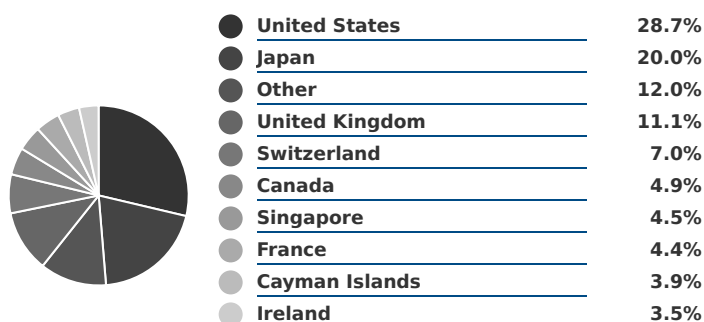 United States 28.7%
Japan 20.0%
Other 12.0%
United Kingdom 11.1%
Switzerland 7.0%
Canada 4.9%
Singapore 4.5%
France 4.4%
Cayman Islands 3.9%
Ireland 3.5%